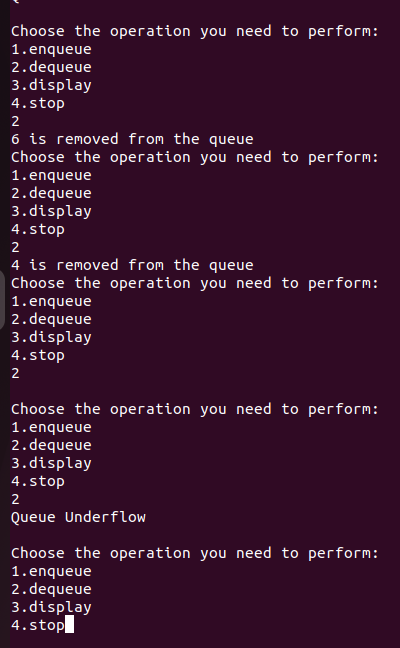 Choose the operation you need to perform:
1.enqueue
2.dequeue
3.display
4.stop
2
6 is removed from the queue
Choose the operation you need to perform:
1.enqueue
2.dequeue
3.display
4.stop
2
4 is removed from the queue
Choose the operation you need to perform:
1.enqueue
2.dequeue
3.display
4.stop
2
Choose the operation you need to perform:
1.enqueue
2.dequeue
3.display
4.stop
2
Queue Underflow
Choose the operation you need to perform:
1.enqueue
2.dequeue
3.display
4.stop